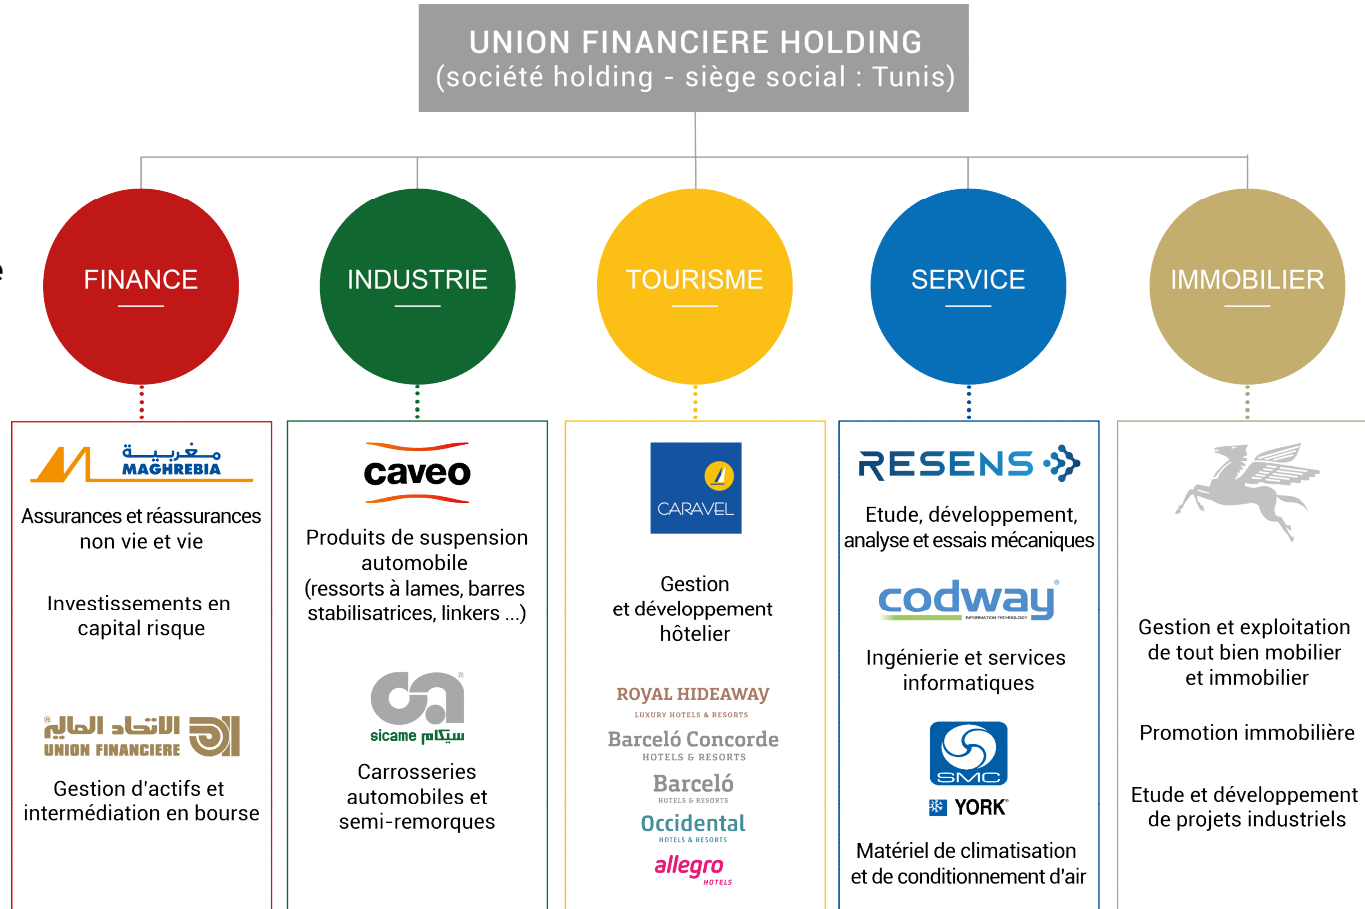 UNION FINANCIERE HOLDING
(société holding - siège social : Tunis)
FINANCE
INDUSTRIE
TOURISME
SERVICE
IMMOBILIER
مغربية
MAGHREBIA
Assurances et réassurances
non vie et vie
Investissements en
capital risque
الاتحاد المالي
UNION FINANCIERE
Gestion d'actifs et
intermédiation en bourse
caveo
Produits de suspension
automobile
(ressorts à lames, barres
stabilisatrices, linkers ...)
sicame سيكام
Carrosseries
automobiles et
semi-remorques
CARAVEL
Gestion
et développement
hôtelier
ROYAL HIDEAWAY
LUXURY HOTELS & RESORTS
Barceló Concorde
HOTELS & RESORTS
Barceló
HOTELS & RESORTS
Occidental
HOTELS & RESORTS
allegro
HOTELS
RESENS
Etude, développement,
analyse et essais mécaniques
codway
INFORMATION TECHNOLOGY
Ingénierie et services
informatiques
SMC
YORK
Matériel de climatisation
et de conditionnement d'air
Gestion et exploitation
de tout bien mobilier
et immobilier
Promotion immobilière
Etude et développement
de projets industriels